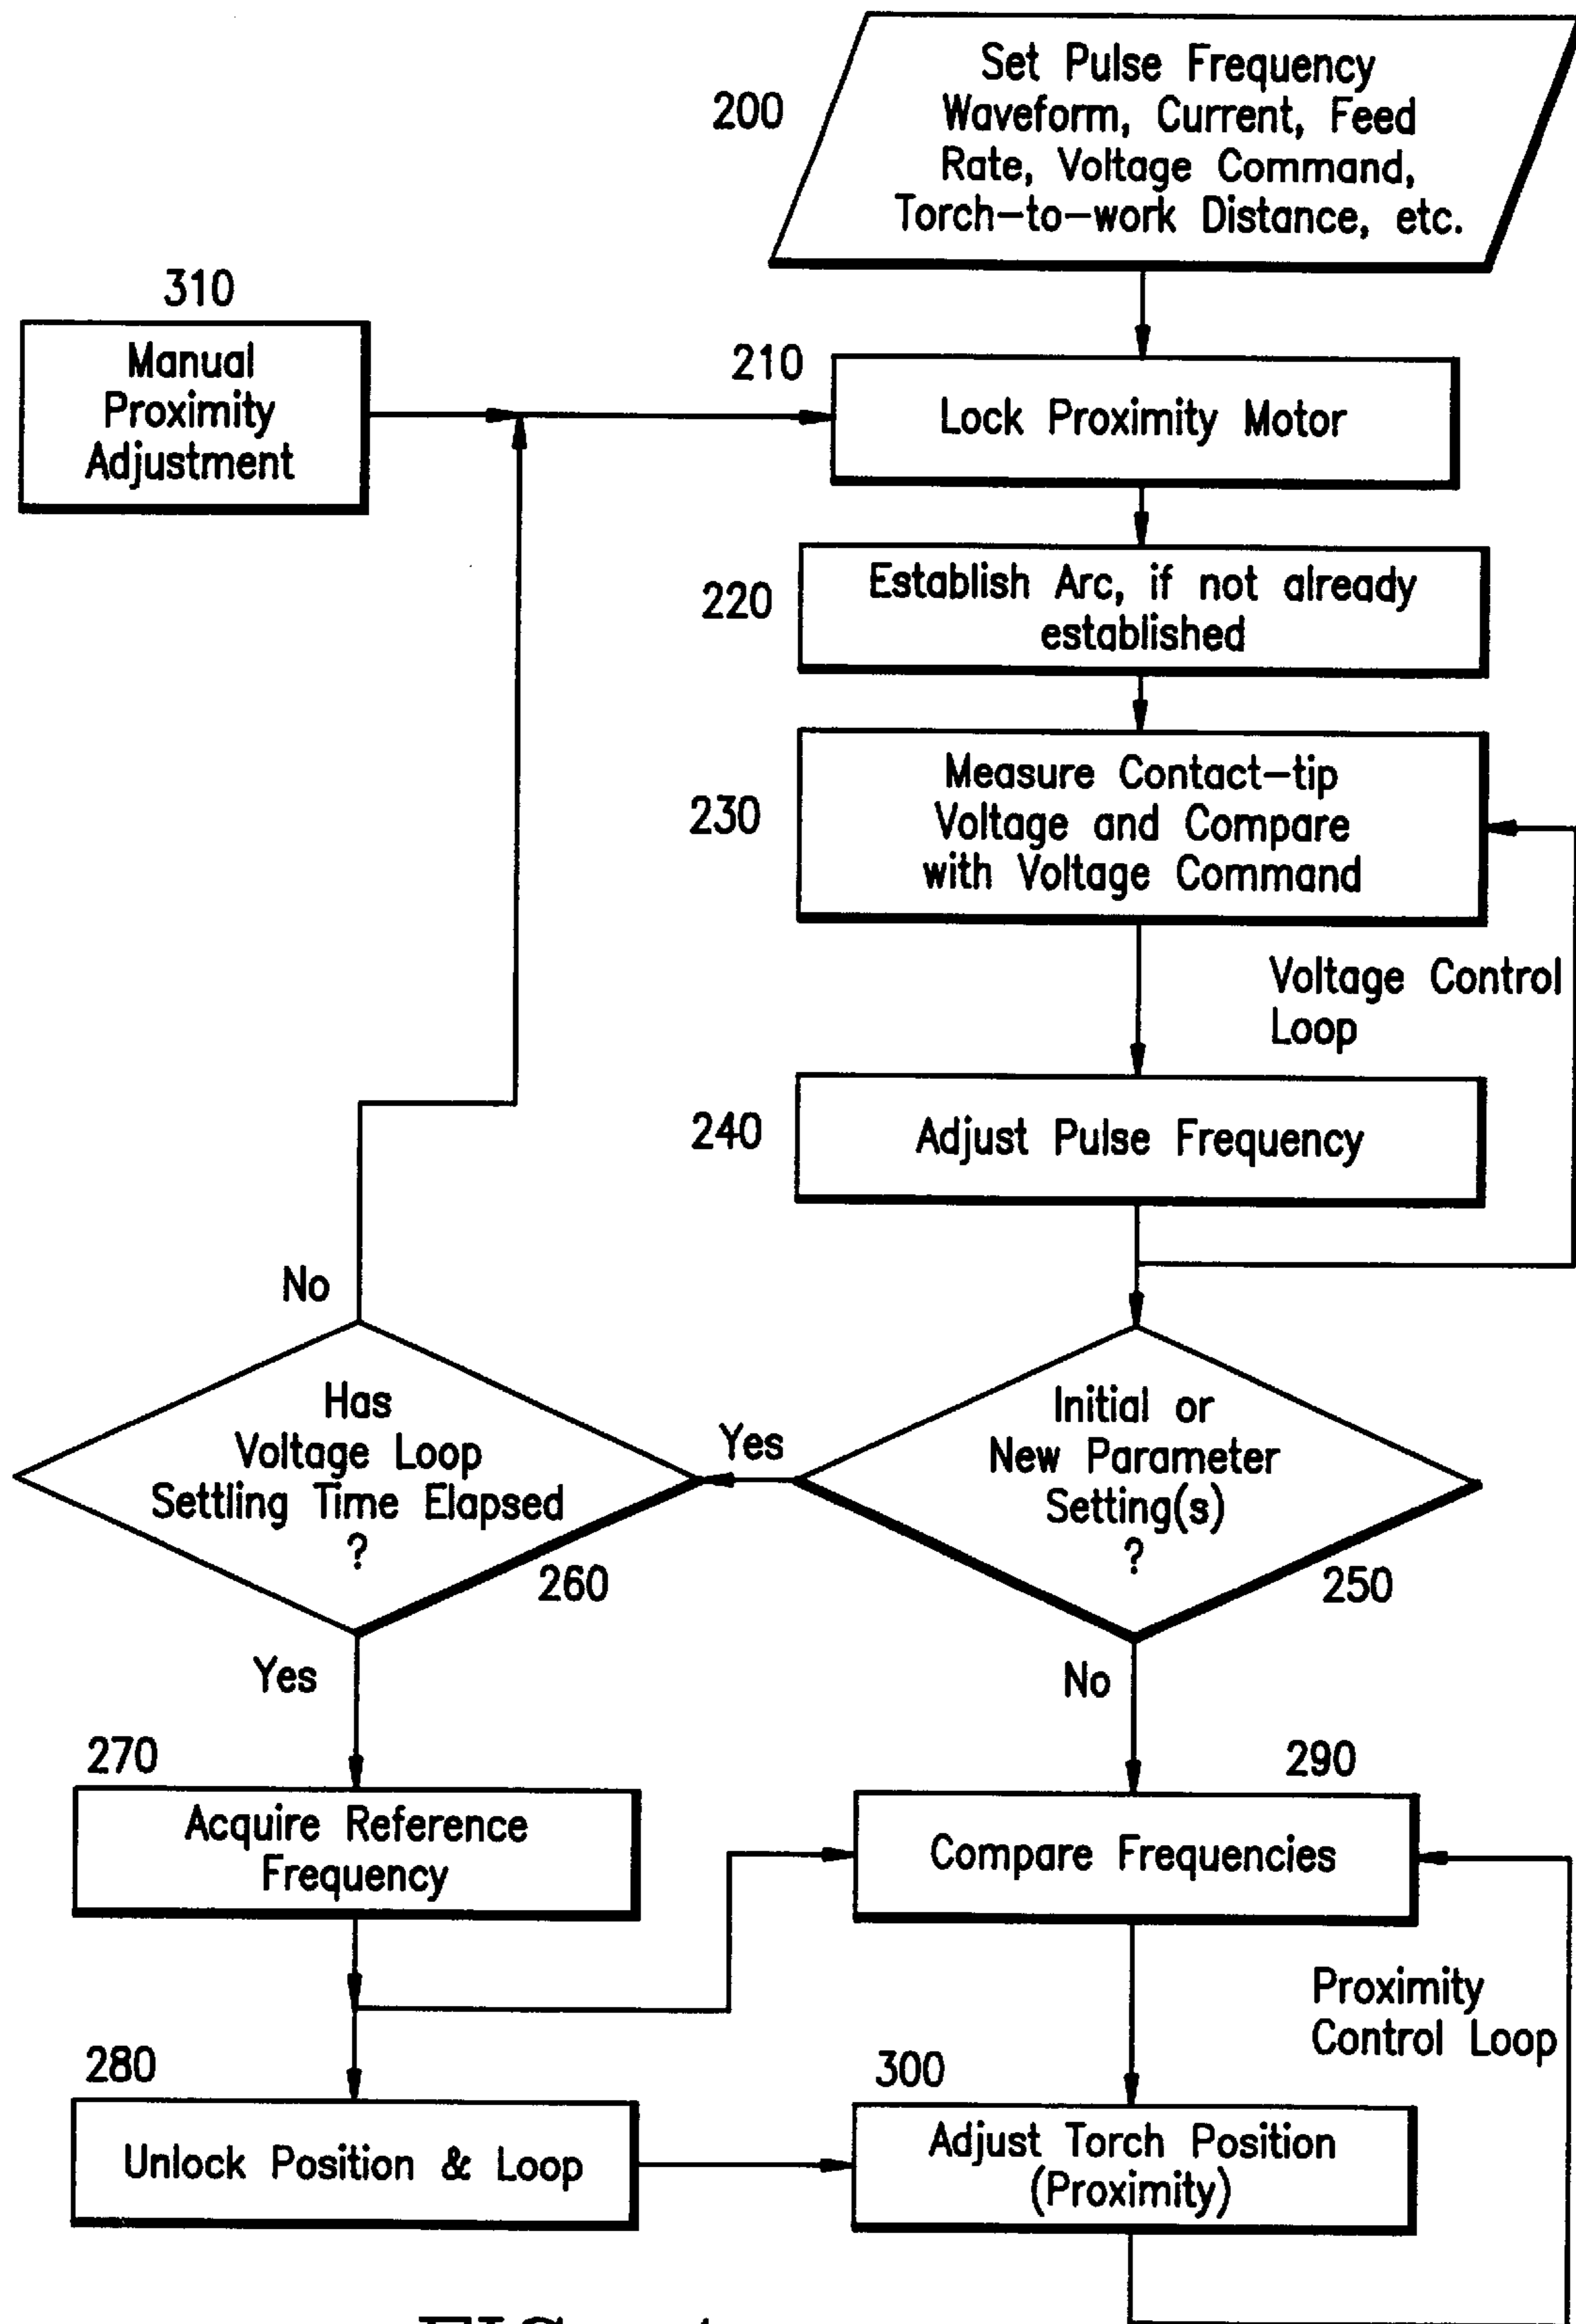 200
Set Pulse Frequency
Waveform, Current, Feed
Rate, Voltage Command,
Torch-to-work Distance, etc.
310
Manual
Proximity
Adjustment
210
Lock Proximity Motor
220
Establish Arc, if not already
established
230
Measure Contact-tip
Voltage and Compare
with Voltage Command
Voltage Control
Loop
240
Adjust Pulse Frequency
No
Has
Voltage Loop
Settling Time Elapsed
?
260
Yes
Initial or
New Parameter
Setting(s)
?
250
Yes
No
270
Acquire Reference
Frequency
290
Compare Frequencies
Proximity
Control Loop
280
Unlock Position & Loop
300
Adjust Torch Position
(Proximity)